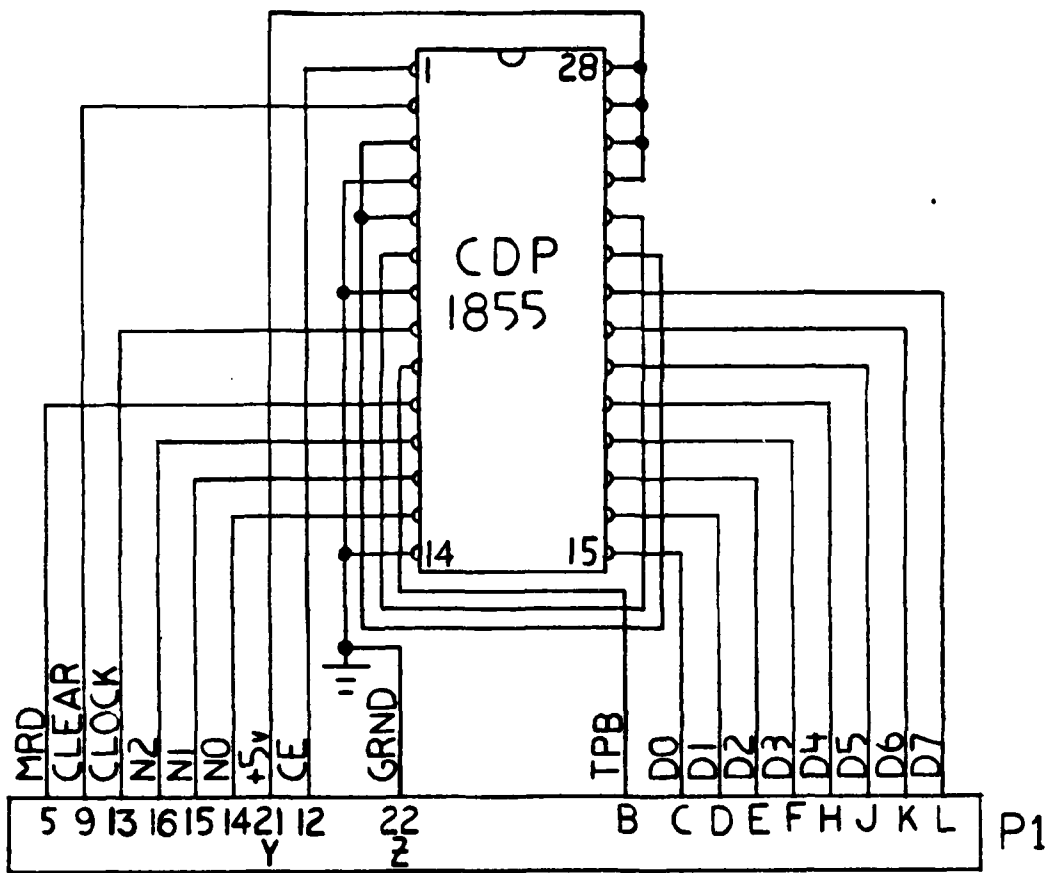 1 28
CDP
1855
14 15
MRD
CLEAR
CLOCK
N2
N1
N0
+5v
CE
GRND
TPB
D0
D1
D2
D3
D4
D5
D6
D7
5 9 13 16 15 14 21 12 22 B C D E F H J K L P1
Y Z